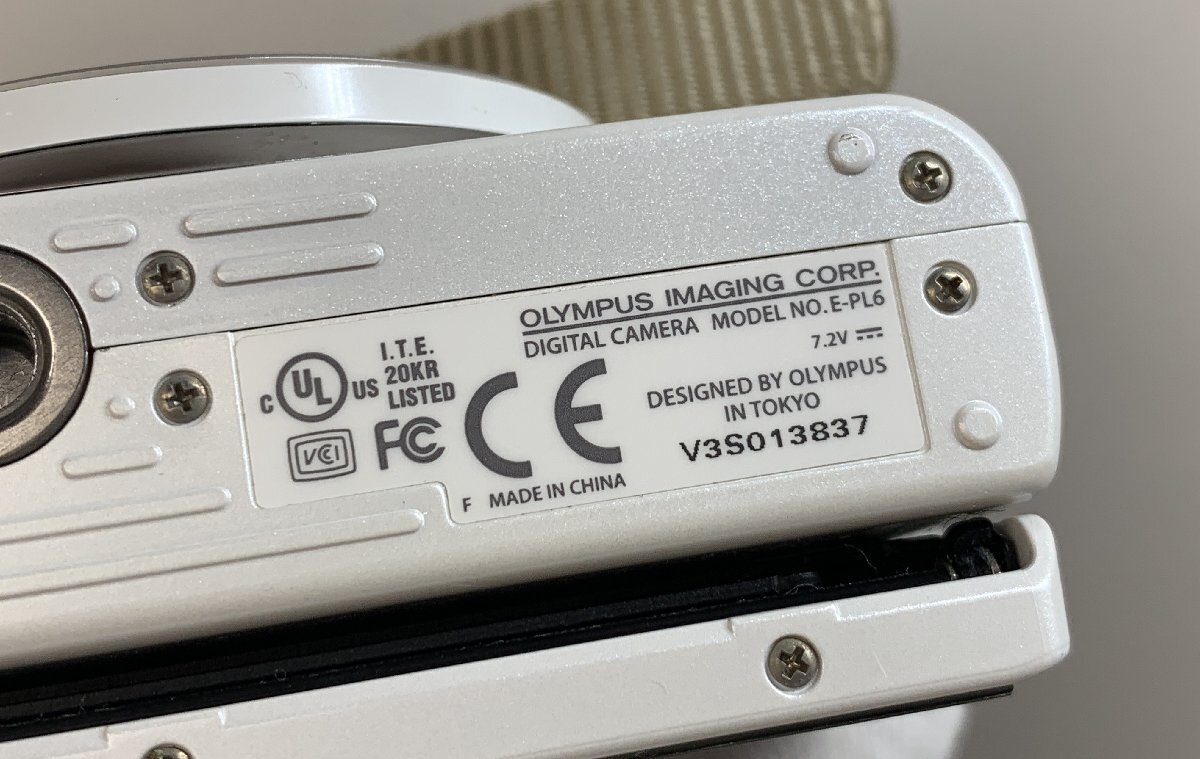 OLYMPUS IMAGING CORP.
DIGITAL CAMERA MODEL NO. E-PL6
7.2V
DESIGNED BY OLYMPUS
IN TOKYO
V3S013837
C UL US
I.T.E.
20KR
LISTED
VCI
FC
CE
F MADE IN CHINA